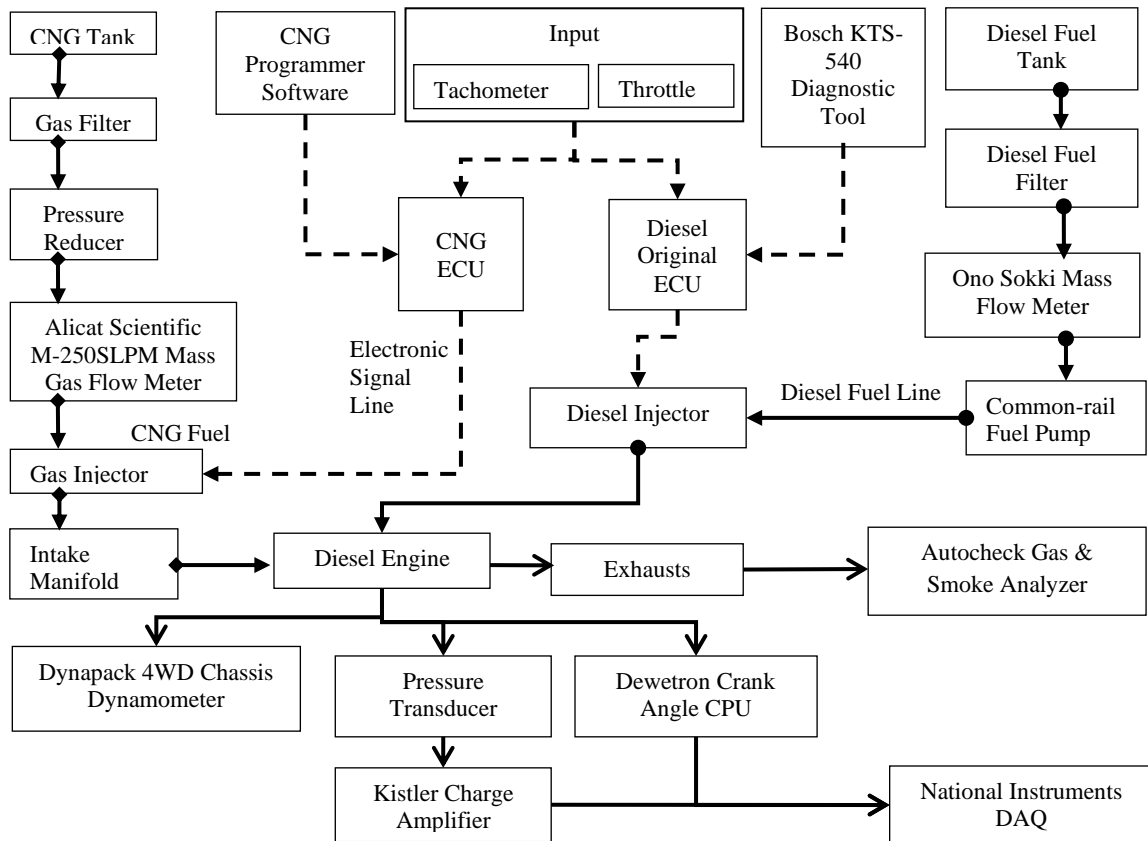 CNG Tank
Gas Filter
Pressure
Reducer
Alicat Scientific
M-250SLPM Mass
Gas Flow Meter
CNG Fuel
Gas Injector
Intake
Manifold
CNG
Programmer
Software
Input
Tachometer
Throttle
Bosch KTS-
540
Diagnostic
Tool
Diesel Fuel
Tank
Diesel Fuel
Filter
Ono Sokki Mass
Flow Meter
Common-rail
Fuel Pump
CNG
ECU
Diesel
Original
ECU
Electronic
Signal
Line
Diesel Injector
Diesel Fuel Line
Diesel Engine
Exhausts
Autocheck Gas &
Smoke Analyzer
Dynapack 4WD Chassis
Dynamometer
Pressure
Transducer
Dewetron Crank
Angle CPU
Kistler Charge
Amplifier
National Instruments
DAQ